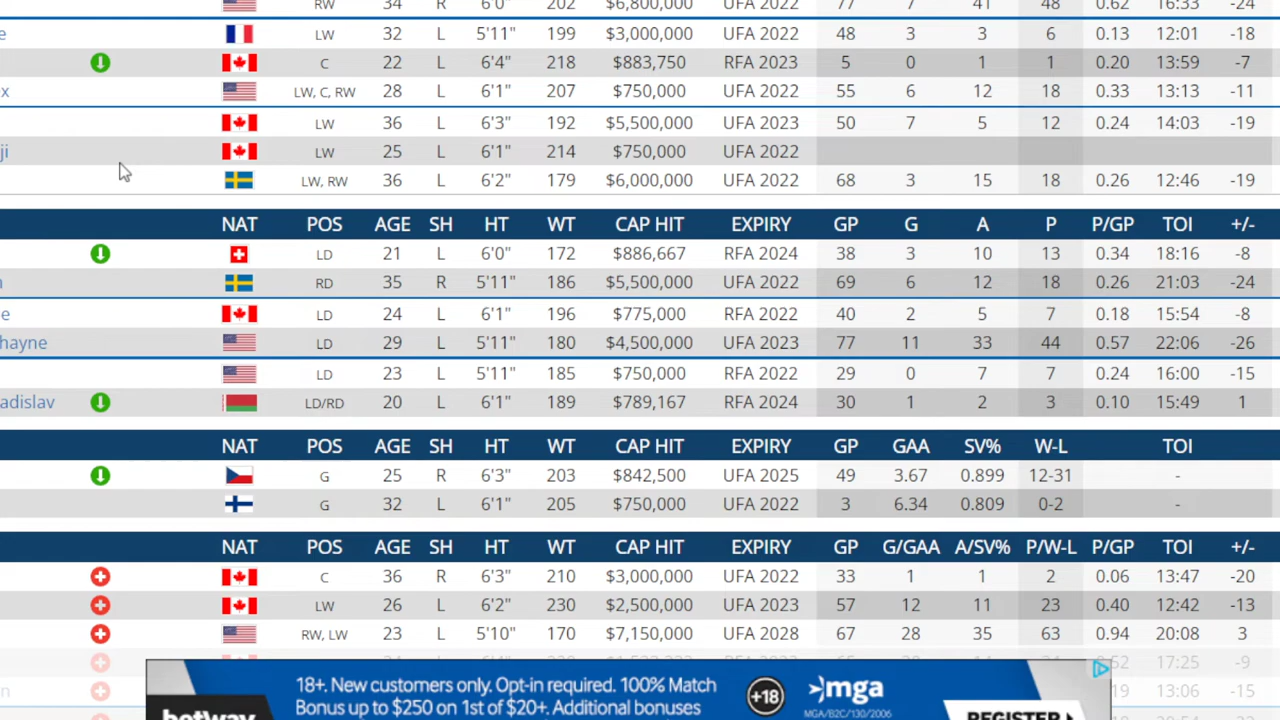 RW 34 R 6'0" 202 $6,800,000 UFA 2022 77 7 41 48 0.62 16:33 -24
e LW 32 L 5'11" 199 $3,000,000 UFA 2022 48 3 3 6 0.13 12:01 -18
C 22 L 6'4" 218 $883,750 RFA 2023 5 0 1 1 0.20 13:59 -7
x LW, C, RW 28 L 6'1" 207 $750,000 UFA 2022 55 6 12 18 0.33 13:13 -11
LW 36 L 6'3" 192 $5,500,000 UFA 2023 50 7 5 12 0.24 14:03 -19
ji LW 25 L 6'1" 214 $750,000 UFA 2022
LW, RW 36 L 6'2" 179 $6,000,000 UFA 2022 68 3 15 18 0.26 12:46 -19
NAT POS AGE SH HT WT CAP HIT EXPIRY GP G A P P/GP TOI +/-
LD 21 L 6'0" 172 $886,667 RFA 2024 38 3 10 13 0.34 18:16 -8
RD 35 R 5'11" 186 $5,500,000 UFA 2022 69 6 12 18 0.26 21:03 -24
e LD 24 L 6'1" 196 $775,000 RFA 2022 40 2 5 7 0.18 15:54 -8
hayne LD 29 L 5'11" 180 $4,500,000 UFA 2023 77 11 33 44 0.57 22:06 -26
LD 23 L 5'11" 185 $750,000 RFA 2022 29 0 7 7 0.24 16:00 -15
adislav LD/RD 20 L 6'1" 189 $789,167 RFA 2024 30 1 2 3 0.10 15:49 1
NAT POS AGE SH HT WT CAP HIT EXPIRY GP GAA SV% W-L TOI
G 25 R 6'3" 203 $842,500 UFA 2025 49 3.67 0.899 12-31 -
G 32 L 6'1" 205 $750,000 UFA 2022 3 6.34 0.809 0-2 -
NAT POS AGE SH HT WT CAP HIT EXPIRY GP G/GAA A/SV% P/W-L P/GP TOI +/-
C 36 R 6'3" 210 $3,000,000 UFA 2022 33 1 1 2 0.06 13:47 -20
LW 26 L 6'2" 230 $2,500,000 UFA 2023 57 12 11 23 0.40 12:42 -13
RW, LW 23 L 5'10" 170 $7,150,000 UFA 2028 67 28 35 63 0.94 20:08 3
17:25 -9
n 13:06 -15
18+. New customers only. Opt-in required. 100% Match
Bonus up to $250 on 1st of $20+. Additional bonuses
betway
+18
mga
MGA/B2C/130/2006
REGISTER